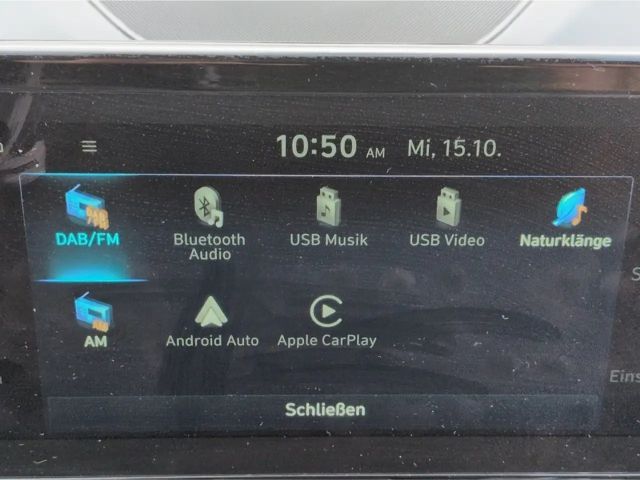 10:50 AM Mi, 15.10.
DAB/FM
Bluetooth
Audio
USB Musik
USB Video
Naturklänge
AM
Android Auto
Apple CarPlay
Schließen